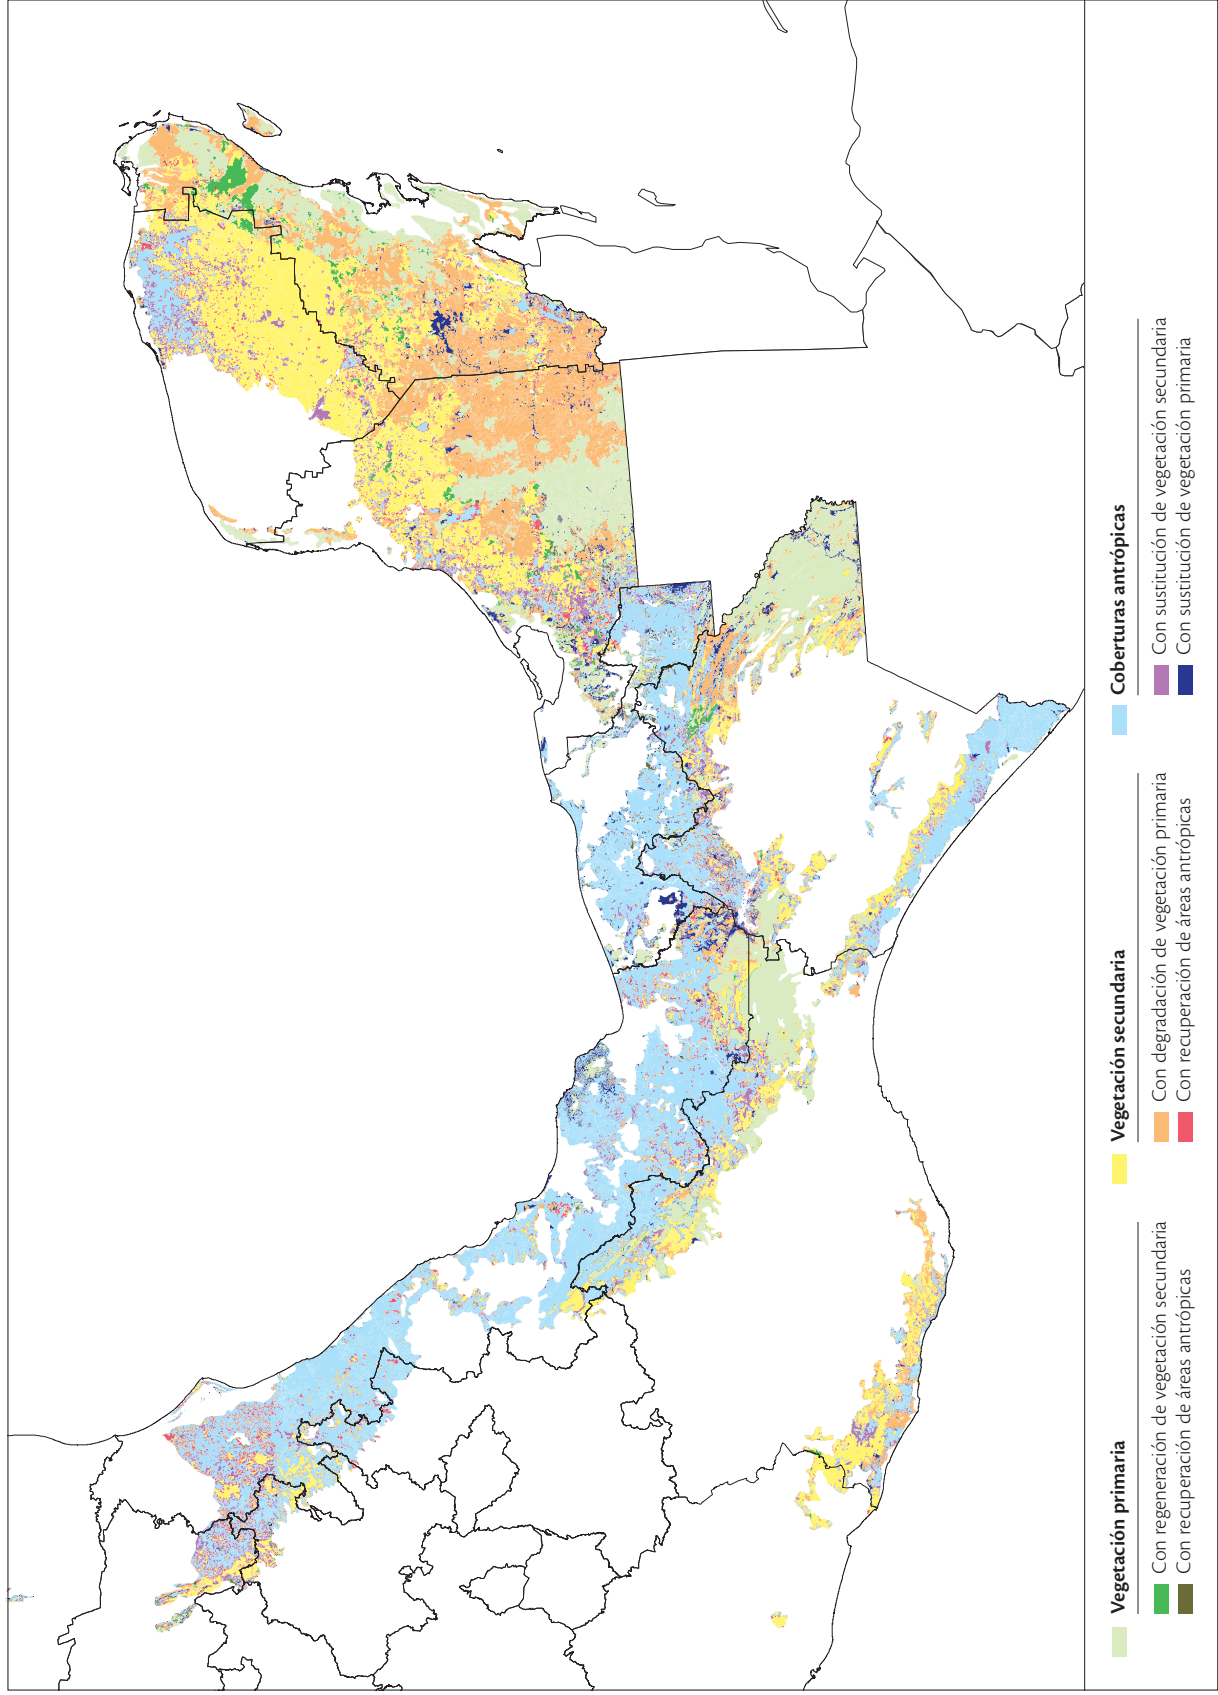 Vegetación primaria
Con regeneración de vegetación secundaria
Con recuperación de áreas antrópicas
Vegetación secundaria
Con degradación de vegetación primaria
Con recuperación de áreas antrópicas
Coberturas antrópicas
Con sustitución de vegetación secundaria
Con sustitución de vegetación primaria